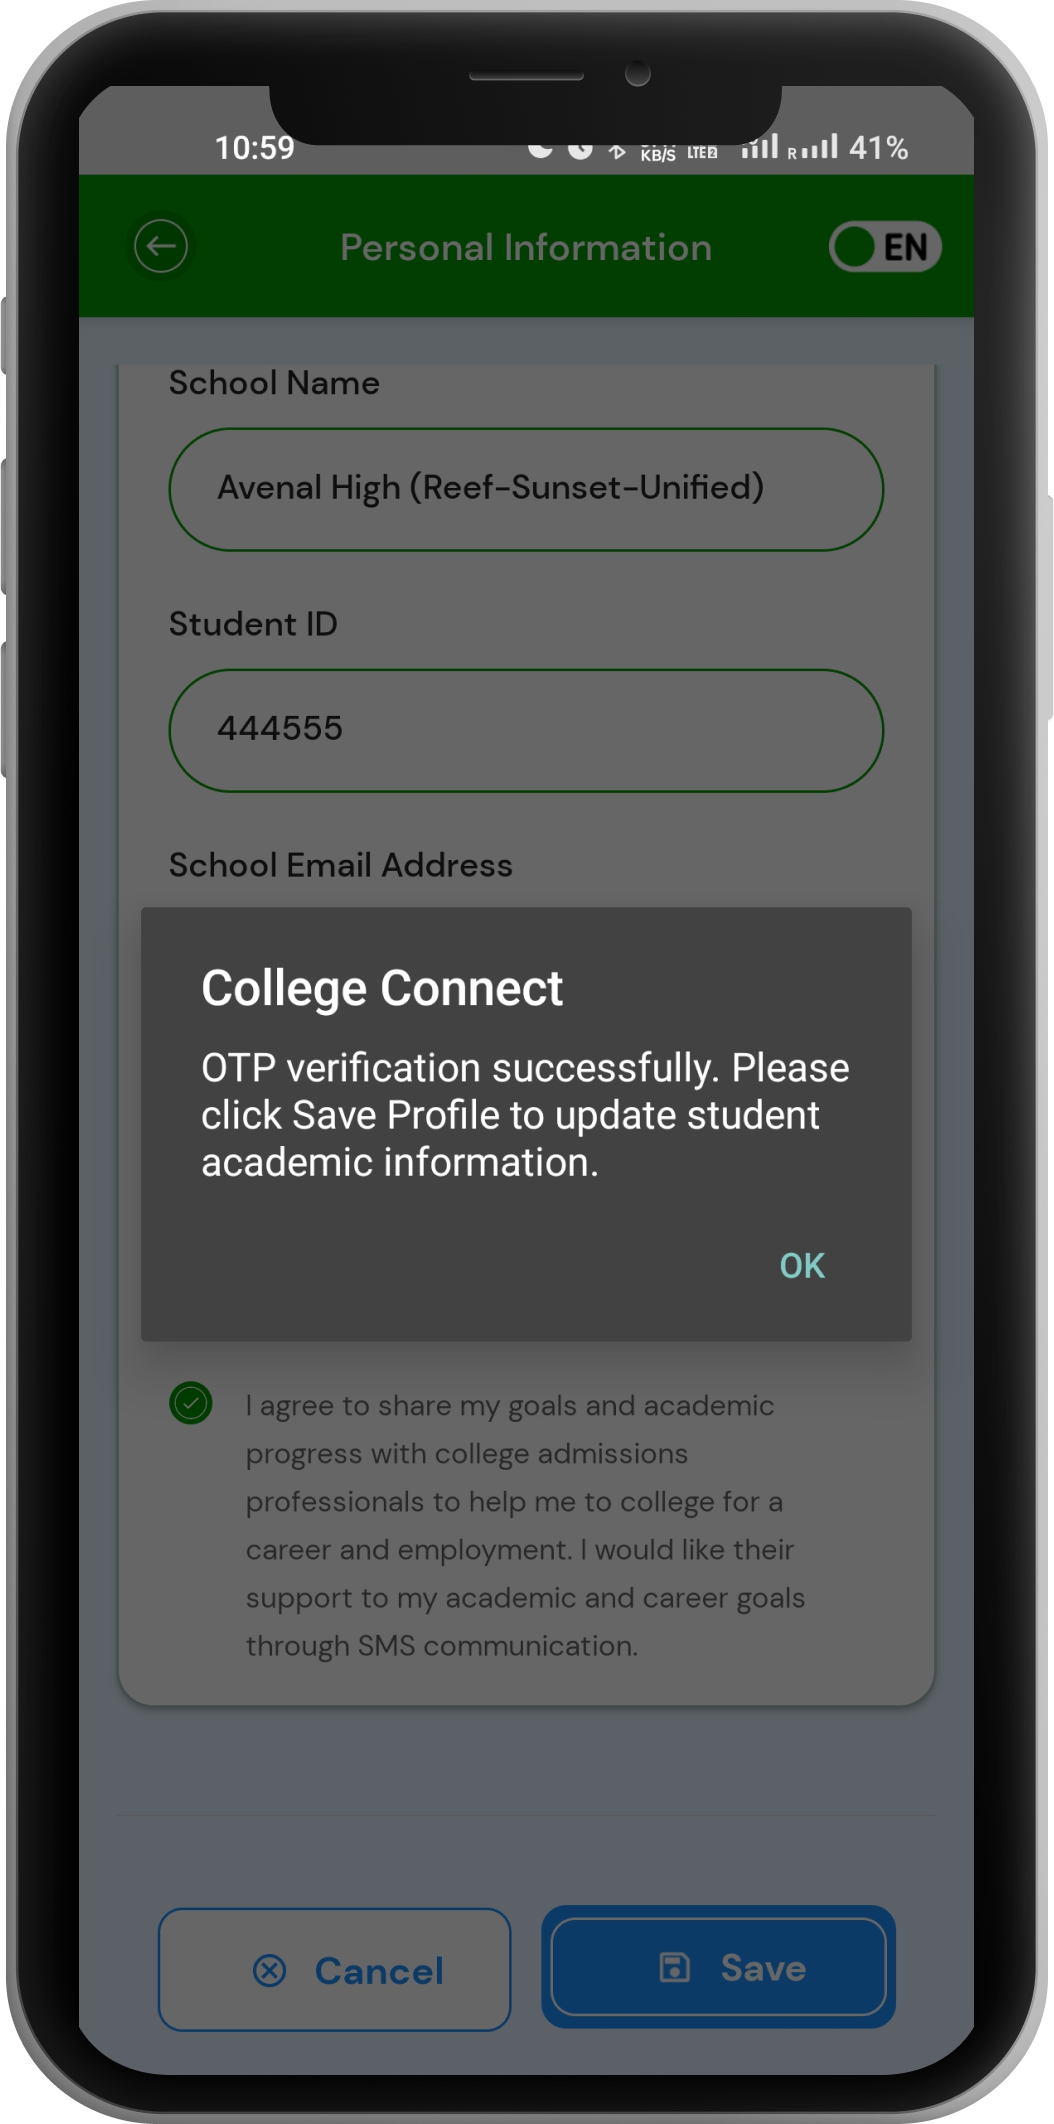 10:59
KB/S
LTE 2
R
41%
Personal Information
EN
School Name
Avenal High (Reef-Sunset-Unified)
Student ID
444555
School Email Address
College Connect
OTP verification successfully. Please
click Save Profile to update student
academic information.
OK
I agree to share my goals and academic
progress with college admissions
professionals to help me to college for a
career and employment. I would like their
support to my academic and career goals
through SMS communication.
Cancel
Save